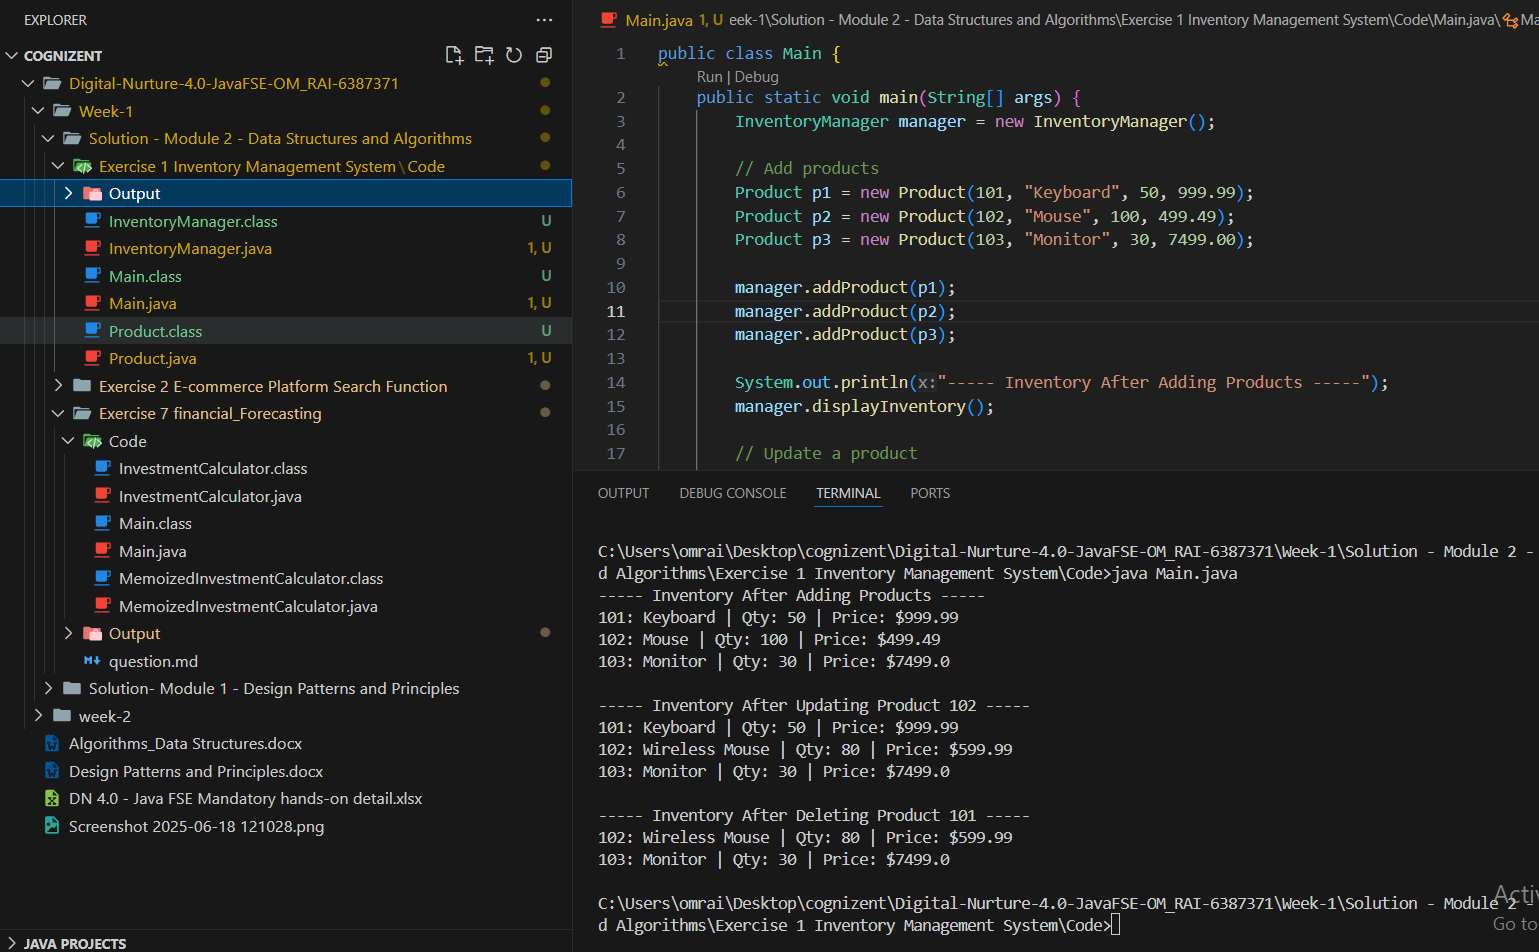 EXPLORER
COGNIZENT
Digital-Nurture-4.0-JavaFSE-OM_RAI-6387371
Week-1
Solution - Module 2 - Data Structures and Algorithms
Exercise 1 Inventory Management System \ Code
Output
InventoryManager.class U
InventoryManager.java 1, U
Main.class U
Main.java 1, U
Product.class U
Product.java 1, U
Exercise 2 E-commerce Platform Search Function
Exercise 7 financial_Forecasting
Code
InvestmentCalculator.class
InvestmentCalculator.java
Main.class
Main.java
MemoizedInvestmentCalculator.class
MemoizedInvestmentCalculator.java
Output
question.md
Solution- Module 1 - Design Patterns and Principles
week-2
Algorithms_Data Structures.docx
Design Patterns and Principles.docx
DN 4.0 - Java FSE Mandatory hands-on detail.xlsx
Screenshot 2025-06-18 121028.png
JAVA PROJECTS
Main.java 1, U eek-1\Solution - Module 2 - Data Structures and Algorithms\Exercise 1 Inventory Management System\Code\Main.java\ Ma
1 public class Main {
Run | Debug
2 public static void main(String[] args) {
3 InventoryManager manager = new InventoryManager();
4
5 // Add products
6 Product p1 = new Product(101, "Keyboard", 50, 999.99);
7 Product p2 = new Product(102, "Mouse", 100, 499.49);
8 Product p3 = new Product(103, "Monitor", 30, 7499.00);
9
10 manager.addProduct(p1);
11 manager.addProduct(p2);
12 manager.addProduct(p3);
13
14 System.out.println(x:"----- Inventory After Adding Products -----");
15 manager.displayInventory();
16
17 // Update a product
OUTPUT DEBUG CONSOLE TERMINAL PORTS
C:\Users\omrai\Desktop\cognizent\Digital-Nurture-4.0-JavaFSE-OM_RAI-6387371\Week-1\Solution - Module 2 -
d Algorithms\Exercise 1 Inventory Management System\Code>java Main.java
----- Inventory After Adding Products -----
101: Keyboard | Qty: 50 | Price: $999.99
102: Mouse | Qty: 100 | Price: $499.49
103: Monitor | Qty: 30 | Price: $7499.0
----- Inventory After Updating Product 102 -----
101: Keyboard | Qty: 50 | Price: $999.99
102: Wireless Mouse | Qty: 80 | Price: $599.99
103: Monitor | Qty: 30 | Price: $7499.0
----- Inventory After Deleting Product 101 -----
102: Wireless Mouse | Qty: 80 | Price: $599.99
103: Monitor | Qty: 30 | Price: $7499.0
C:\Users\omrai\Desktop\cognizent\Digital-Nurture-4.0-JavaFSE-OM_RAI-6387371\Week-1\Solution - Module 2 -
d Algorithms\Exercise 1 Inventory Management System\Code>
Activ
Go to